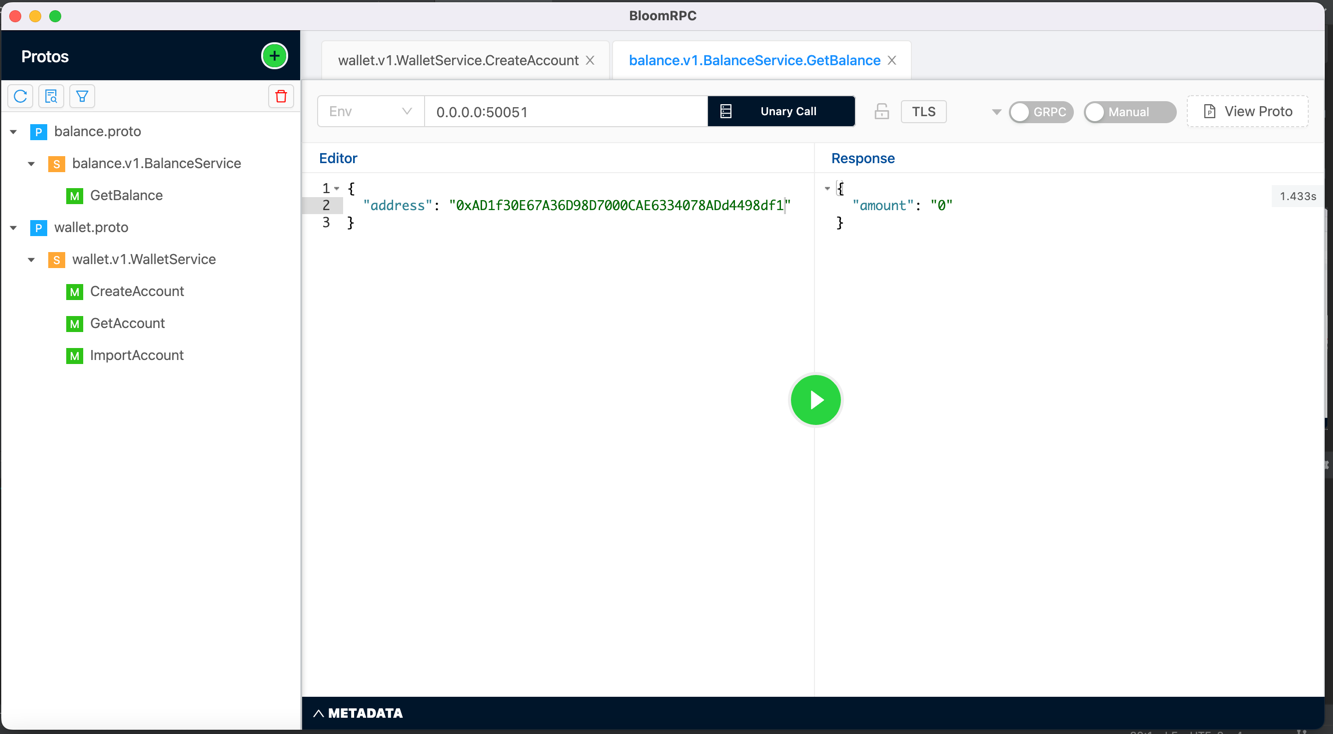 BloomRPC
Protos
wallet.v1.WalletService.CreateAccount
balance.v1.BalanceService.GetBalance
Env
0.0.0.0:50051
Unary Call
TLS
GRPC
Manual
View Proto
P balance.proto
S balance.v1.BalanceService
M GetBalance
P wallet.proto
S wallet.v1.WalletService
M CreateAccount
M GetAccount
M ImportAccount
Editor
1 {
2 "address": "0xAD1f30E67A36D98D7000CAE6334078ADd4498df1"
3 }
Response
{
"amount": "0"
}
1.433s
METADATA